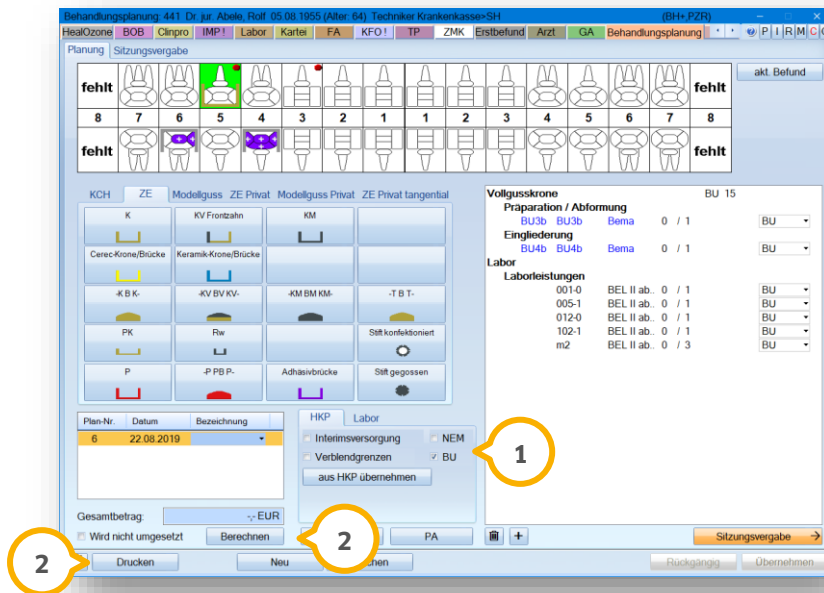 Behandlungsplanung: 441 Dr. jur. Abele, Rolf 05.08.1955 (Alter: 64) Techniker Krankenkasse>SH (BH+,PZR)
HealOzone BOB Clinpro IMP! Labor Kartei FA KFO! TP ZMK Erstbefund Arzt GA Behandlungsplanung P I R M C
Planung Sitzungsvergabe
akt. Befund
fehlt fehlt
8 7 6 5 4 3 2 1 1 2 3 4 5 6 7 8
fehlt fehlt
KCH ZE Modellguss ZE Privat Modellguss Privat ZE Privat tangential
K KV Frontzahn KM
Cerec-Krone/Brücke Keramik-Krone/Brücke
-K B K- -KV BV KV- -KM BM KM- -T B T-
PK Rw Stift konfektioniert
P -P PB P- Adhäsivbrücke Stift gegossen
Vollgusskrone BU 15
Präparation / Abformung
BU3b BU3b Bema 0 / 1 BU
Eingliederung
BU4b BU4b Bema 0 / 1 BU
Labor
Laborleistungen
001-0 BEL II ab.. 0 / 1 BU
005-1 BEL II ab.. 0 / 1 BU
012-0 BEL II ab.. 0 / 1 BU
102-1 BEL II ab.. 0 / 1 BU
m2 BEL II ab.. 0 / 3 BU
Plan-Nr. Datum Bezeichnung
6 22.08.2019
HKP Labor
Interimsversorgung NEM
Verblendgrenzen BU
aus HKP übernehmen
1
Gesamtbetrag: -,- EUR
Wird nicht umgesetzt Berechnen 2 PA + Sitzungsvergabe →
2 Drucken Neu chen Rückgängig Übernehmen